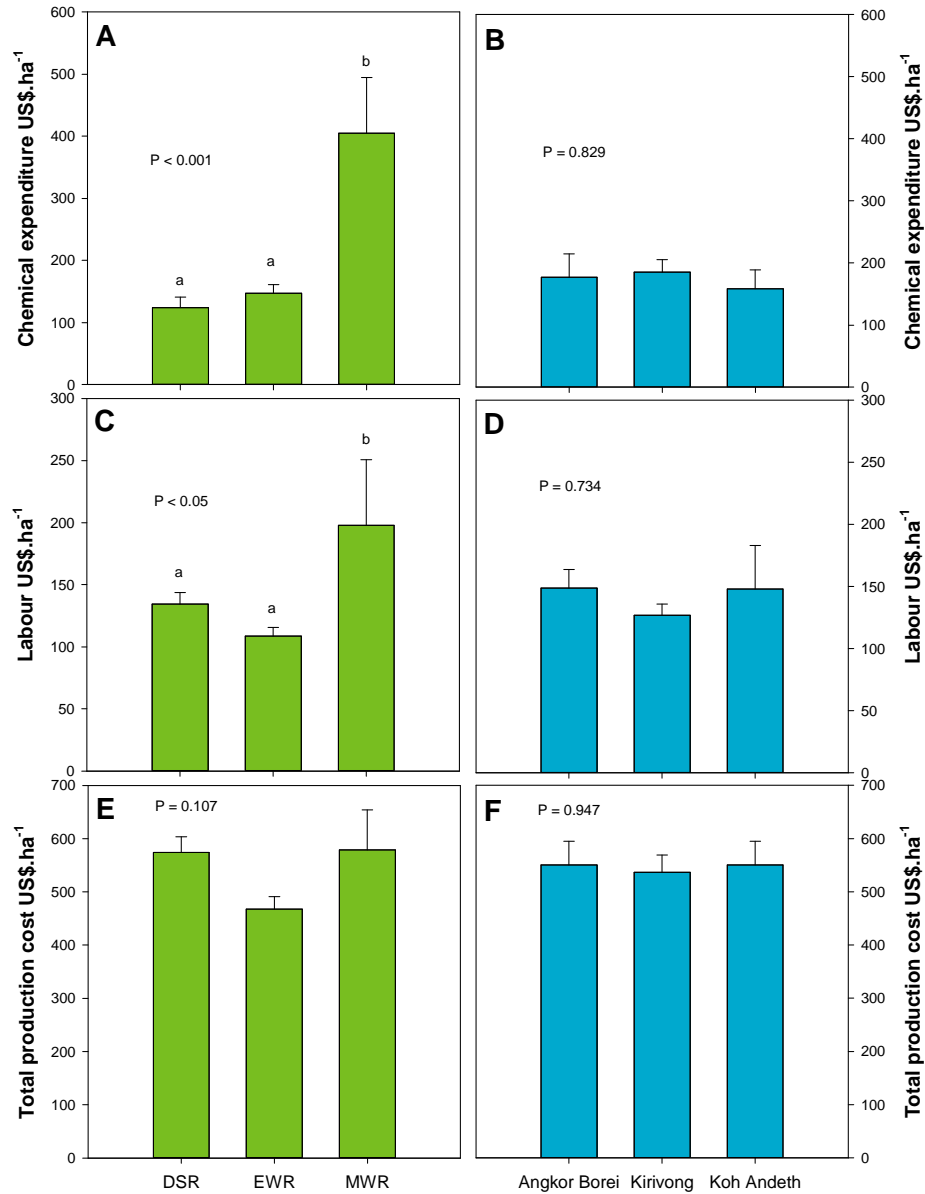 A
Chemical expenditure US$.ha-1
600
500
400
300
200
100
0
P < 0.001
a
a
b
B
P = 0.829
600
500
400
300
200
100
0
Chemical expenditure US$.ha-1
C
Labour US$.ha-1
300
250
200
150
100
50
0
P < 0.05
a
a
b
D
P = 0.734
300
250
200
150
100
50
0
Labour US$.ha-1
E
Total production cost US$.ha-1
700
600
500
400
300
200
100
0
P = 0.107
DSR EWR MWR
F
P = 0.947
700
600
500
400
300
200
100
0
Total production cost US$.ha-1
Angkor Borei Kirivong Koh Andeth